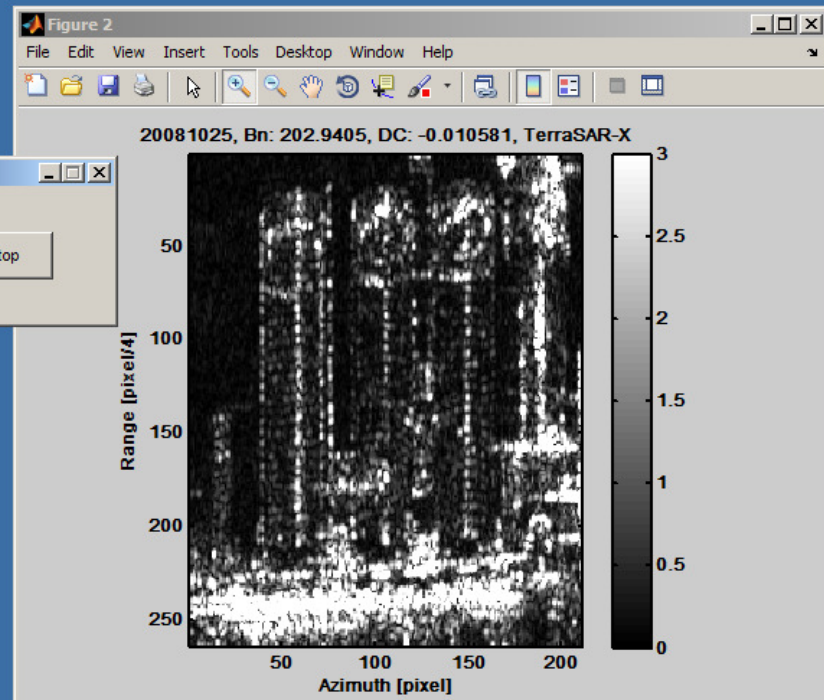 Figure 2
File Edit View Insert Tools Desktop Window Help
20081025, Bn: 202.9405, DC: -0.010581, TerraSAR-X
top
50
100
150
200
250
Range [pixel/4]
50 100 150 200
Azimuth [pixel]
3
2.5
2
1.5
1
0.5
0